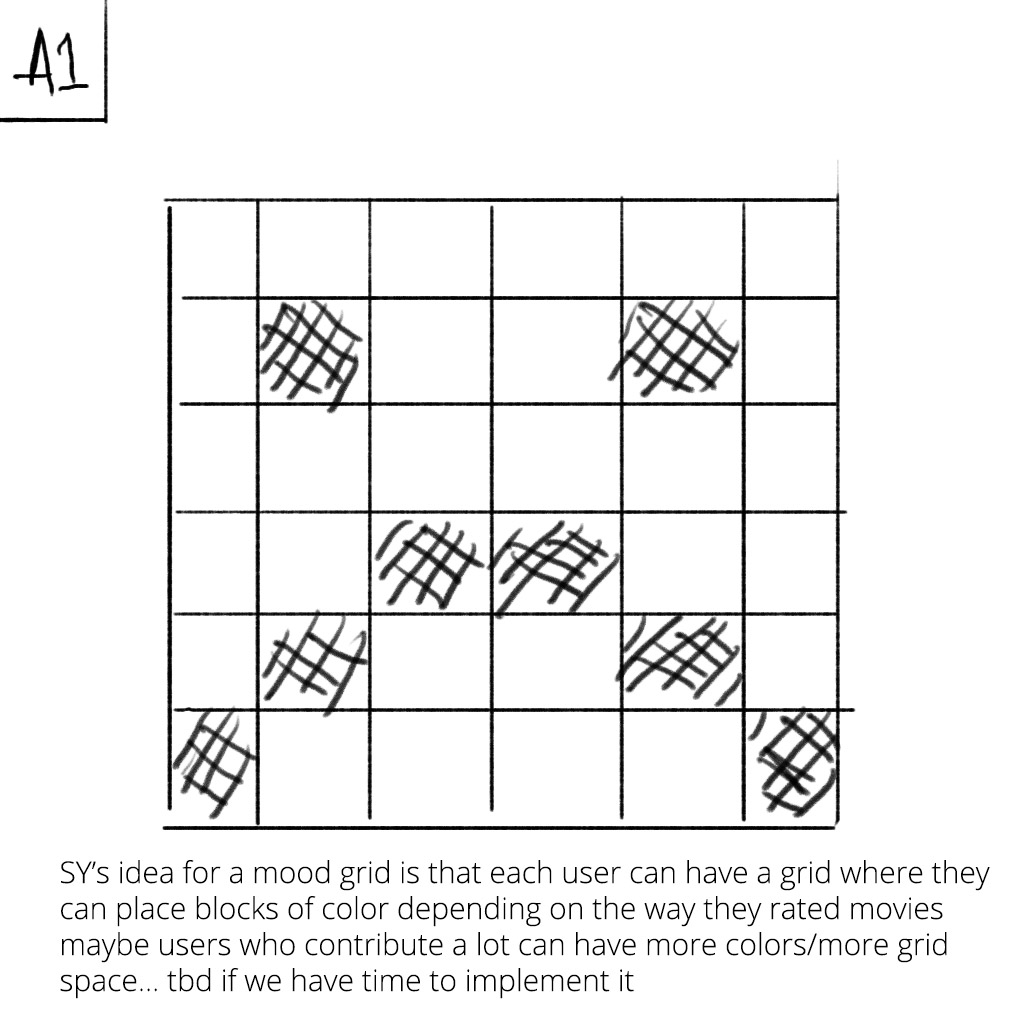 A1
SY’s idea for a mood grid is that each user can have a grid where they
can place blocks of color depending on the way they rated movies
maybe users who contribute a lot can have more colors/more grid
space... tbd if we have time to implement it